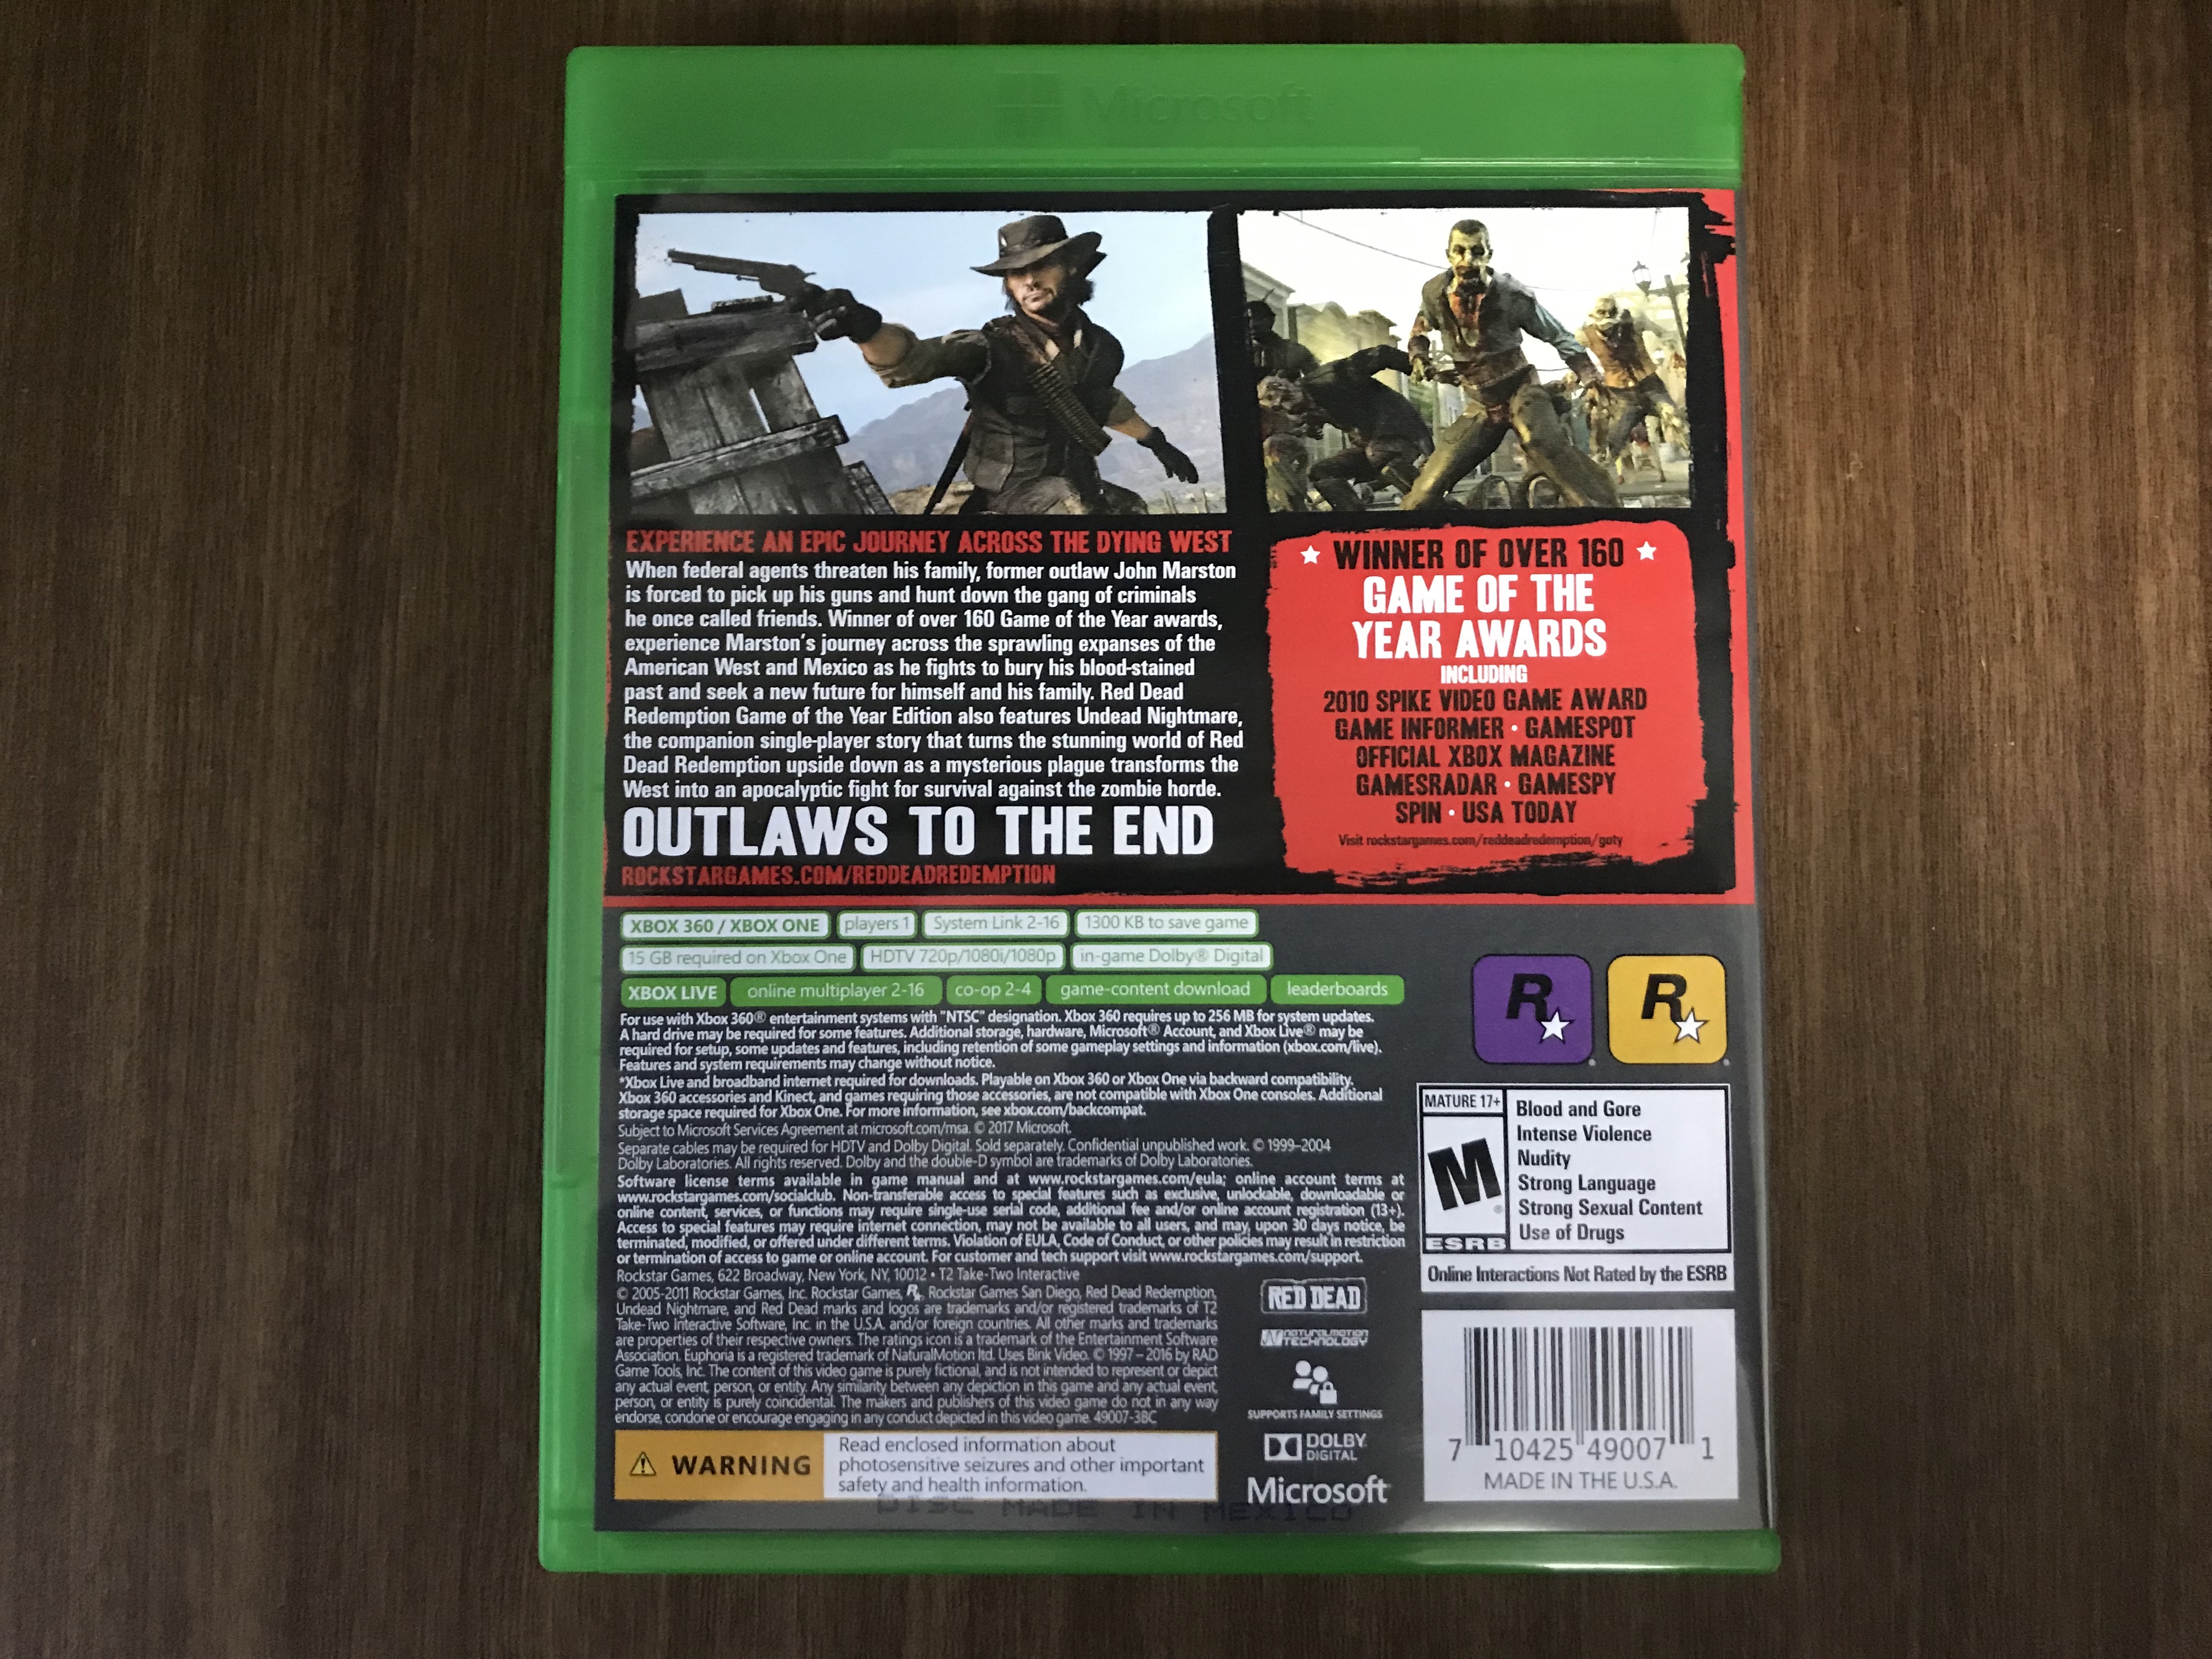 Microsoft
EXPERIENCE AN EPIC JOURNEY ACROSS THE DYING WEST
When federal agents threaten his family, former outlaw John Marston
is forced to pick up his guns and hunt down the gang of criminals
he once called friends. Winner of over 160 Game of the Year awards,
experience Marston's journey across the sprawling expanses of the
American West and Mexico as he fights to bury his blood-stained
past and seek a new future for himself and his family. Red Dead
Redemption Game of the Year Edition also features Undead Nightmare,
the companion single-player story that turns the stunning world of Red
Dead Redemption upside down as a mysterious plague transforms the
West into an apocalyptic fight for survival against the zombie horde.
OUTLAWS TO THE END
ROCKSTARGAMES.COM/REDDEADREDEMPTION
WINNER OF OVER 160
GAME OF THE
YEAR AWARDS
INCLUDING
2010 SPIKE VIDEO GAME AWARD
GAME INFORMER • GAMESPOT
OFFICIAL XBOX MAGAZINE
GAMESRADAR • GAMESPY
SPIN • USA TODAY
Visit rockstargames.com/reddeadredemption/goty
XBOX 360 / XBOX ONE players 1 System Link 2-16 1300 KB to save game
15 GB required on Xbox One HDTV 720p/1080i/1080p in-game Dolby® Digital
XBOX LIVE online multiplayer 2-16 co-op 2-4 game-content download leaderboards
For use with Xbox 360® entertainment systems with "NTSC" designation. Xbox 360 requires up to 256 MB for system updates.
A hard drive may be required for some features. Additional storage, hardware, Microsoft® Account, and Xbox Live® may be
required for setup, some updates and features, including retention of some gameplay settings and information (xbox.com/live).
Features and system requirements may change without notice.
*Xbox Live and broadband internet required for downloads. Playable on Xbox 360 or Xbox One via backward compatibility.
Xbox 360 accessories and Kinect, and games requiring those accessories, are not compatible with Xbox One consoles. Additional
storage space required for Xbox One. For more information, see xbox.com/backcompat.
Subject to Microsoft Services Agreement at microsoft.com/msa. © 2017 Microsoft.
Separate cables may be required for HDTV and Dolby Digital. Sold separately. Confidential unpublished work. © 1999–2004
Dolby Laboratories. All rights reserved. Dolby and the double-D symbol are trademarks of Dolby Laboratories.
Software license terms available in game manual and at www.rockstargames.com/eula; online account terms at
www.rockstargames.com/socialclub. Non-transferable access to special features such as exclusive, unlockable, downloadable or
online content, services, or functions may require single-use serial code, additional fee and/or online account registration (13+).
Access to special features may require internet connection, may not be available to all users, and may, upon 30 days notice, be
terminated, modified, or offered under different terms. Violation of EULA, Code of Conduct, or other policies may result in restriction
or termination of access to game or online account. For customer and tech support visit www.rockstargames.com/support.
Rockstar Games, 622 Broadway, New York, NY, 10012 • T2 Take-Two Interactive
© 2005-2011 Rockstar Games, Inc. Rockstar Games, R★, Rockstar Games San Diego, Red Dead Redemption,
Undead Nightmare, and Red Dead marks and logos are trademarks and/or registered trademarks of T2
Take-Two Interactive Software, Inc. in the U.S.A. and/or foreign countries. All other marks and trademarks
are properties of their respective owners. The ratings icon is a trademark of the Entertainment Software
Association. Euphoria is a registered trademark of NaturalMotion ltd. Uses Bink Video. © 1997 – 2016 by RAD
Game Tools, Inc. The content of this video game is purely fictional, and is not intended to represent or depict
any actual event, person, or entity. Any similarity between any depiction in this game and any actual event,
person, or entity is purely coincidental. The makers and publishers of this video game do not in any way
endorse, condone or encourage engaging in any conduct depicted in this video game. 49007-3BC
WARNING
Read enclosed information about
photosensitive seizures and other important
safety and health information.
DISC MADE IN MEXICO
RED DEAD
NATURALMOTION
TECHNOLOGY
SUPPORTS FAMILY SETTINGS
DOLBY
DIGITAL
Microsoft
R★ ® R★ ®
MATURE 17+
M
ESRB
Blood and Gore
Intense Violence
Nudity
Strong Language
Strong Sexual Content
Use of Drugs
Online Interactions Not Rated by the ESRB
7 10425 49007 1
MADE IN THE U.S.A.